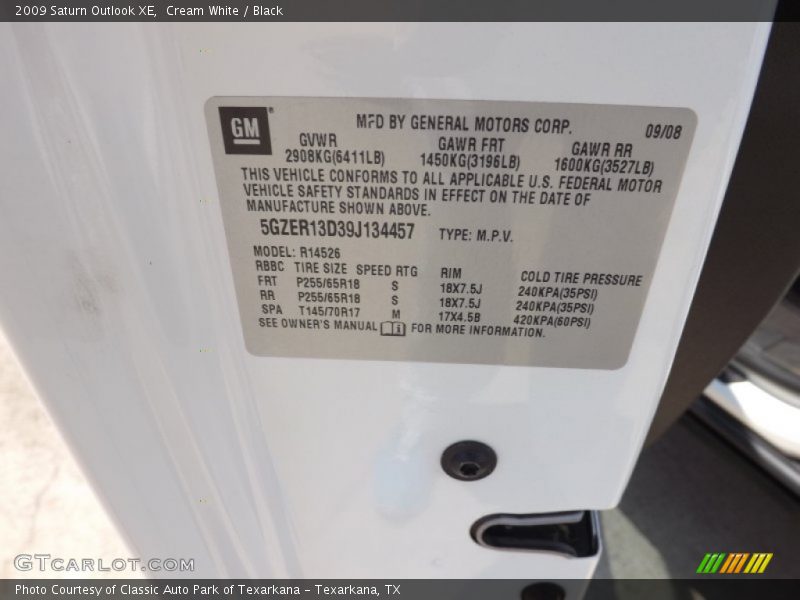 2009 Saturn Outlook XE,  Cream White / Black
GM
MFD BY GENERAL MOTORS CORP. 09/08
GVWR GAWR FRT GAWR RR
2908KG(6411LB) 1450KG(3196LB) 1600KG(3527LB)
THIS VEHICLE CONFORMS TO ALL APPLICABLE U.S. FEDERAL MOTOR
VEHICLE SAFETY STANDARDS IN EFFECT ON THE DATE OF
MANUFACTURE SHOWN ABOVE.
5GZER13D39J134457 TYPE: M.P.V.
MODEL: R14526
RBBC TIRE SIZE SPEED RTG RIM COLD TIRE PRESSURE
FRT P255/65R18 S 18X7.5J 240KPA(35PSI)
RR P255/65R18 S 18X7.5J 240KPA(35PSI)
SPA T145/70R17 M 17X4.5B 420KPA(60PSI)
SEE OWNER'S MANUAL FOR MORE INFORMATION.
GTCARLOT.COM
Photo Courtesy of Classic Auto Park of Texarkana – Texarkana, TX